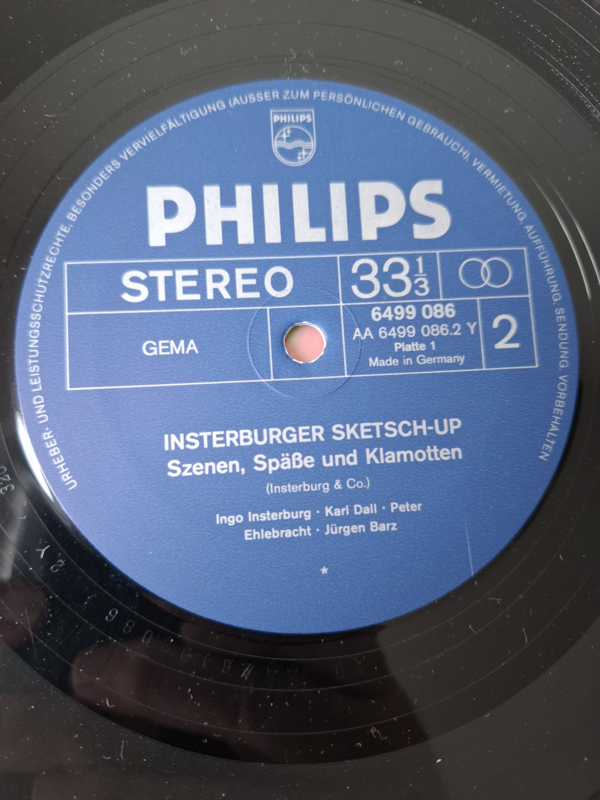 URHEBER- UND LEISTUNGSSCHUTZRECHTE, BESONDERS VERVIELFÄLTIGUNG (AUSSER ZUM PERSÖNLICHEN GEBRAUCH), VERMIETUNG, AUFFÜHRUNG, SENDUNG, VORBEHALTEN
PHILIPS
PHILIPS
STEREO
33 1/3
GEMA
6499 086
AA 6499 086.2 Y
Platte 1
Made in Germany
2
INSTERBURGER SKETSCH-UP
Szenen, Späße und Klamotten
(Insterburg & Co.)
Ingo Insterburg · Karl Dall · Peter
Ehlebracht · Jürgen Barz
*